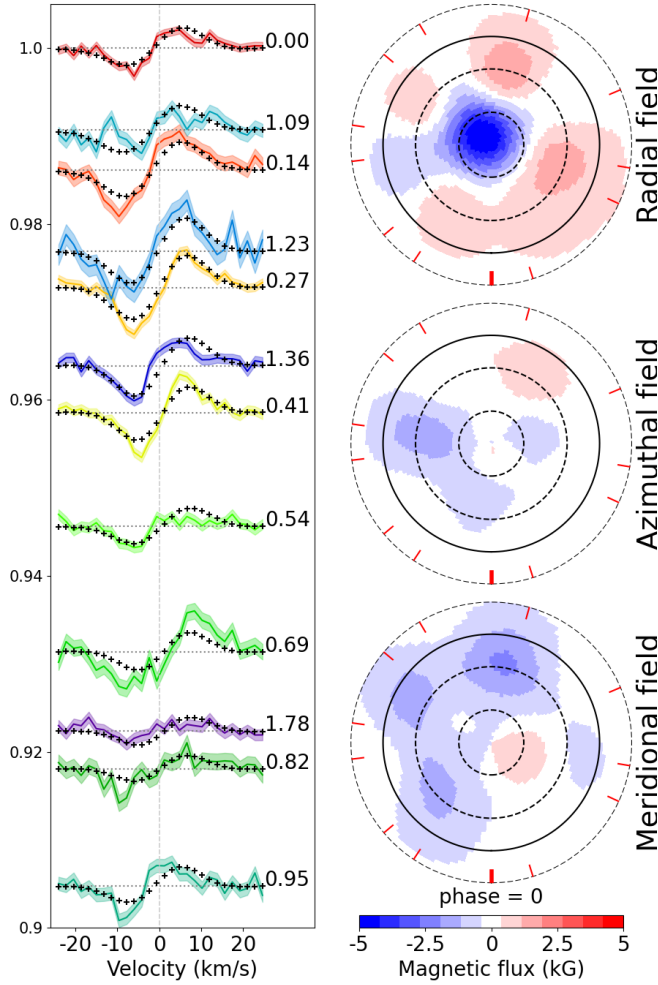 1.0
0.98
0.96
0.94
0.92
0.9
0.00
1.09
0.14
1.23
0.27
1.36
0.41
0.54
0.69
1.78
0.82
0.95
-20 -10 0 10 20
Velocity (km/s)
Radial field
Azimuthal field
Meridional field
phase = 0
-5 -2.5 0 2.5 5
Magnetic flux (kG)